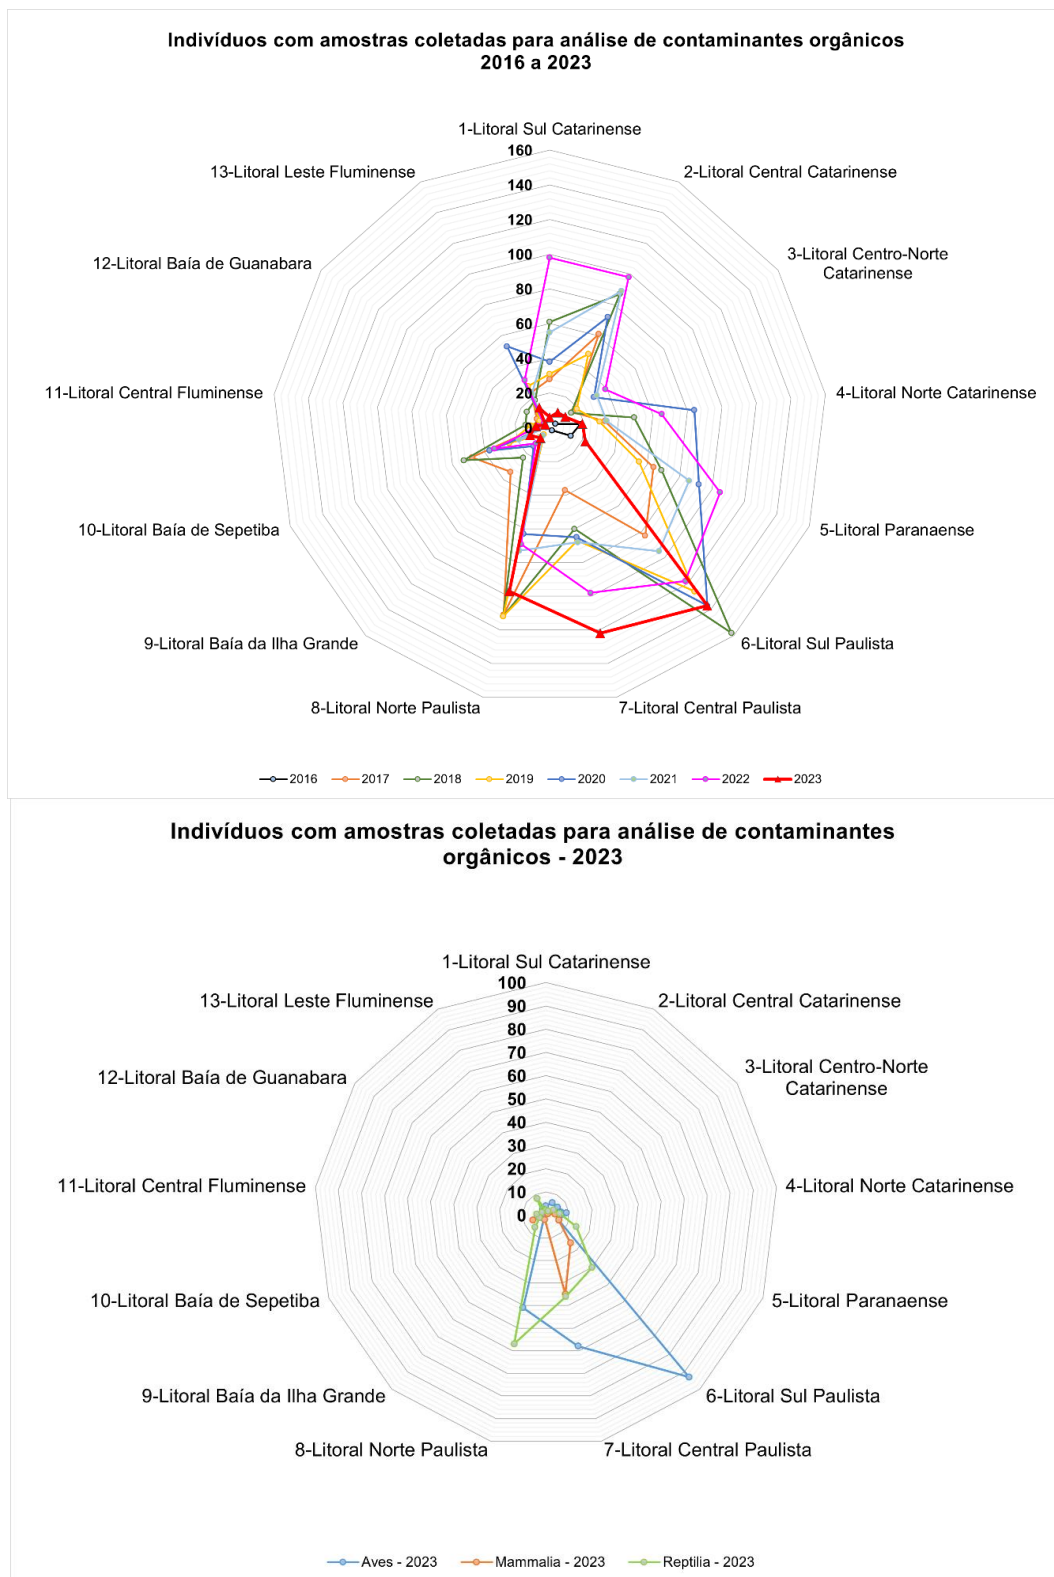 Indivíduos com amostras coletadas para análise de contaminantes orgânicos
2016 a 2023
1-Litoral Sul Catarinense
160
13-Litoral Leste Fluminense
2-Litoral Central Catarinense
140
120
3-Litoral Centro-Norte
Catarinense
12-Litoral Baía de Guanabara
100
80
60
11-Litoral Central Fluminense
4-Litoral Norte Catarinense
40
20
0
10-Litoral Baía de Sepetiba
5-Litoral Paranaense
9-Litoral Baía da Ilha Grande
6-Litoral Sul Paulista
8-Litoral Norte Paulista
7-Litoral Central Paulista
2016 2017 2018 2019 2020 2021 2022 2023
Indivíduos com amostras coletadas para análise de contaminantes
orgânicos - 2023
1-Litoral Sul Catarinense
100
13-Litoral Leste Fluminense
2-Litoral Central Catarinense
90
80
70
3-Litoral Centro-Norte
Catarinense
12-Litoral Baía de Guanabara
60
50
40
30
11-Litoral Central Fluminense
4-Litoral Norte Catarinense
20
10
0
10-Litoral Baía de Sepetiba
5-Litoral Paranaense
9-Litoral Baía da Ilha Grande
6-Litoral Sul Paulista
8-Litoral Norte Paulista
7-Litoral Central Paulista
Aves - 2023 Mammalia - 2023 Reptilia - 2023